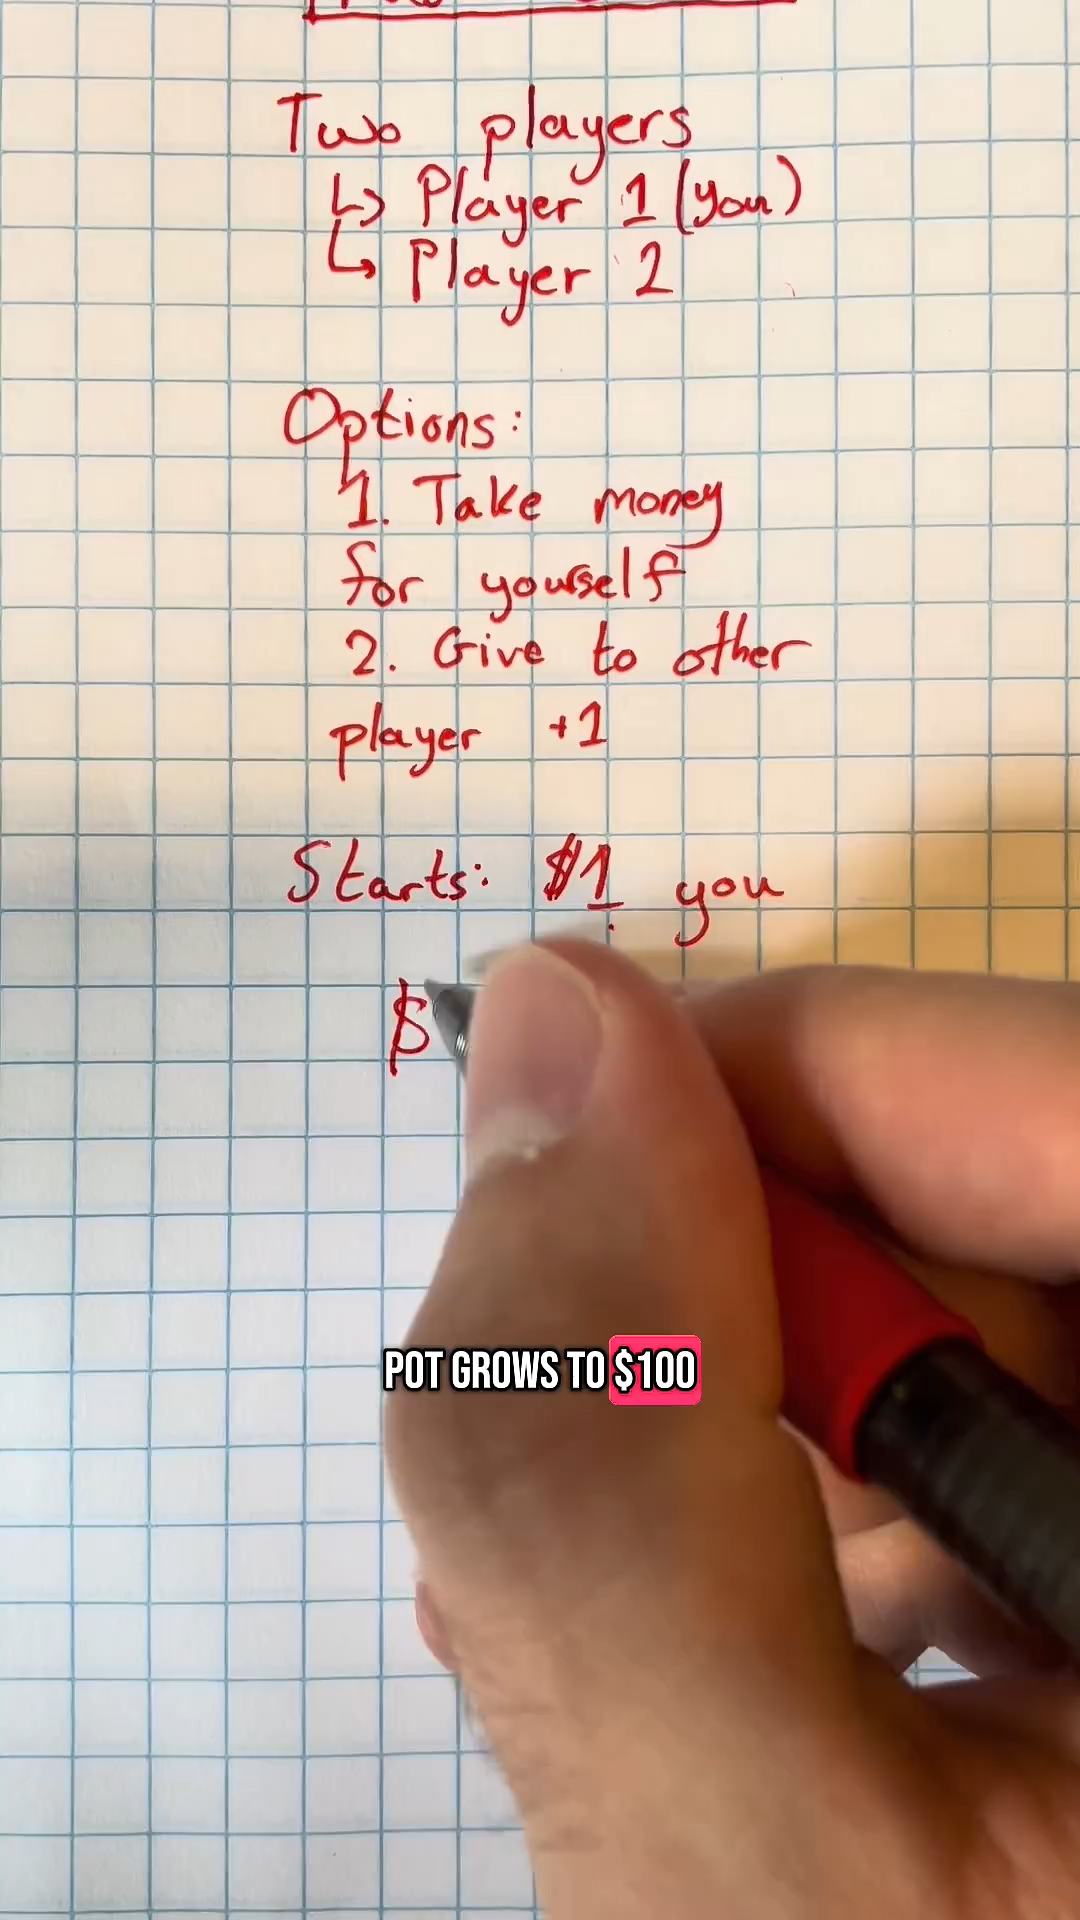 Two players
↳ Player 1 (you)
↳ Player 2
Options:
1. Take money
for yourself
2. Give to other
player +1
Starts: $1 you
$
POT GROWS TO $100